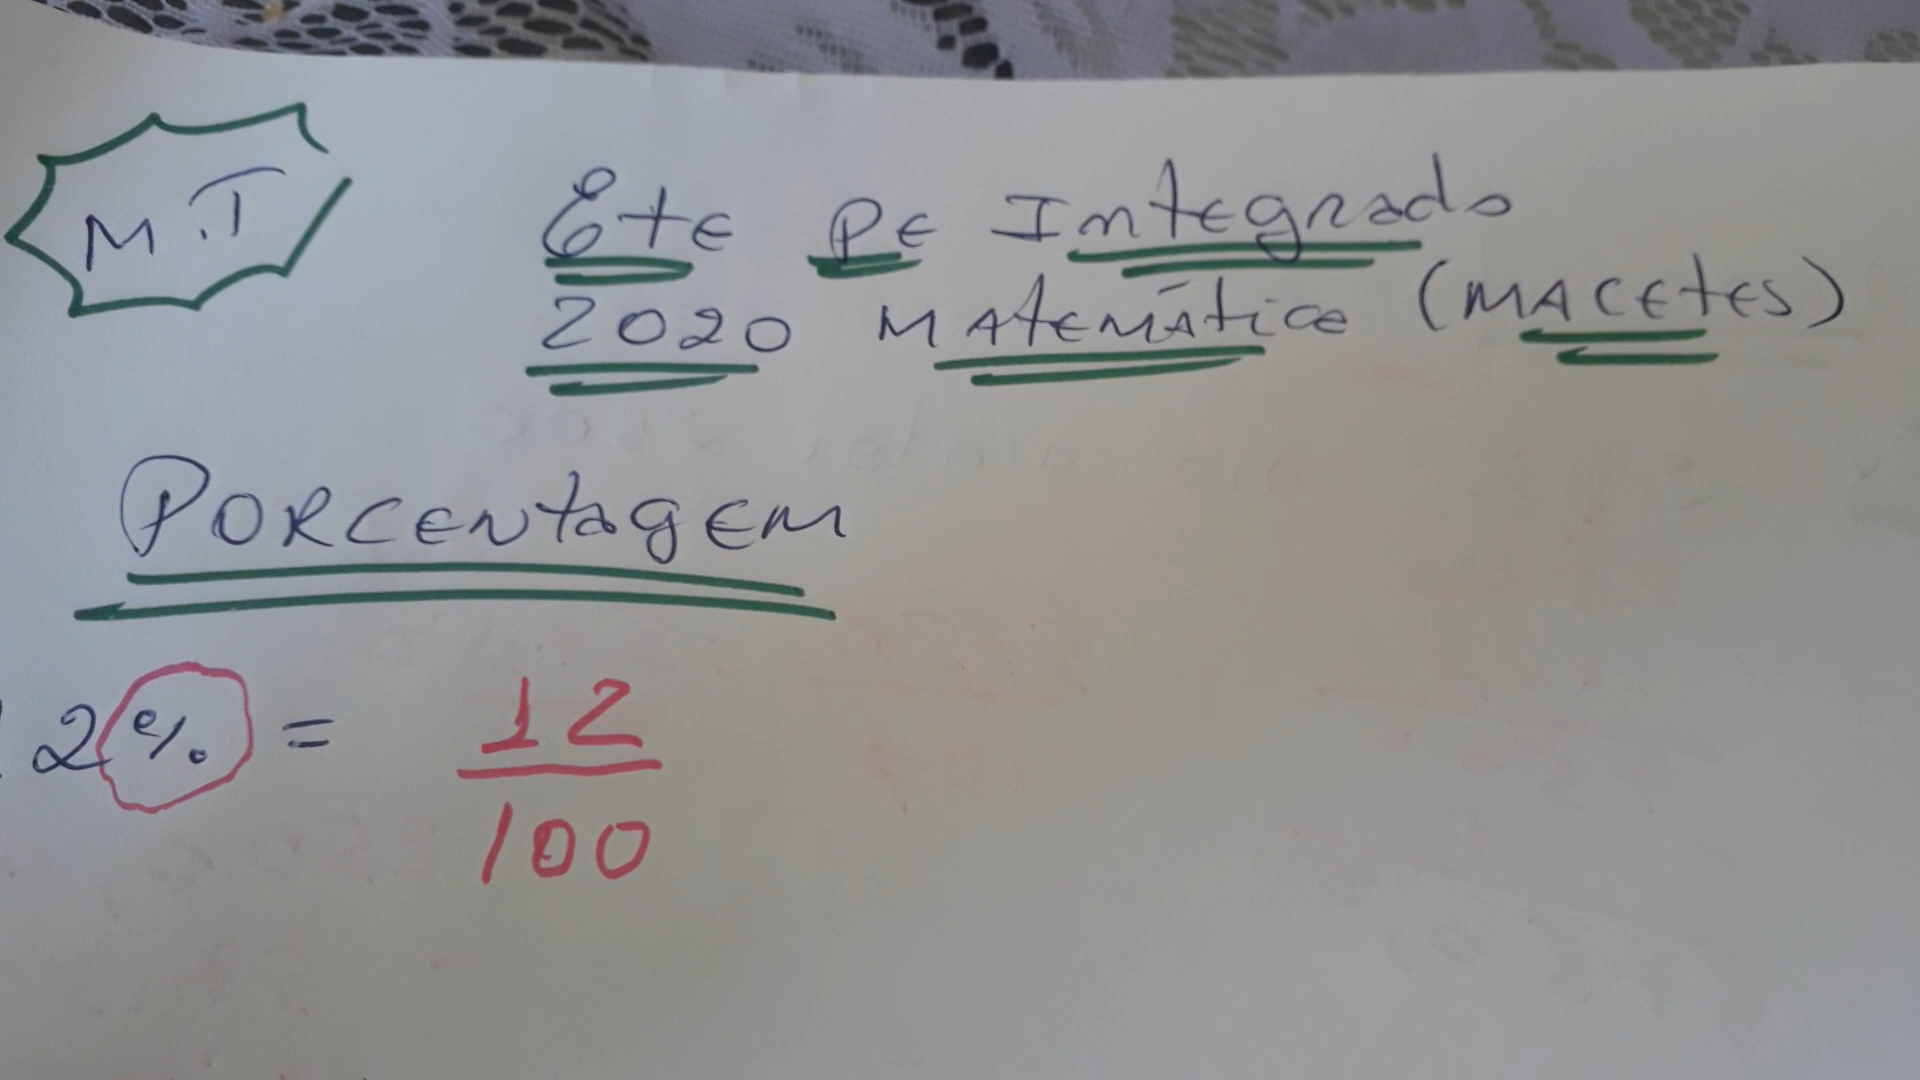 M.T
Ete PE Integrado
2020 MATEMÁtica (MACEtES)
PORCENtagEM
2% = 12
100